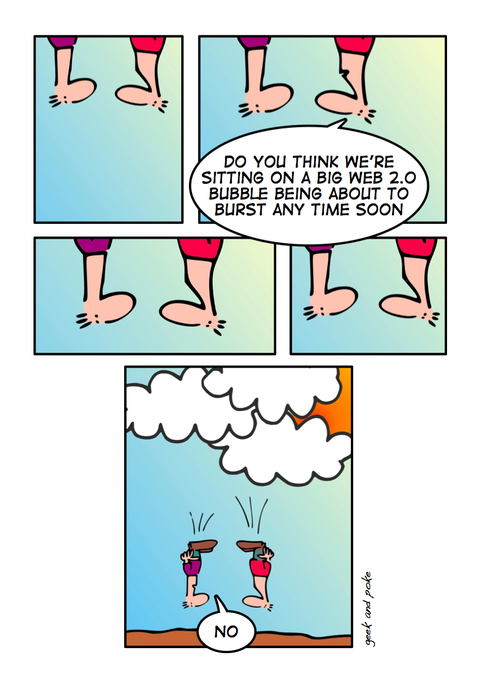 DO YOU THINK WE'RE
SITTING ON A BIG WEB 2.0
BUBBLE BEING ABOUT TO
BURST ANY TIME SOON
NO
geek and poke